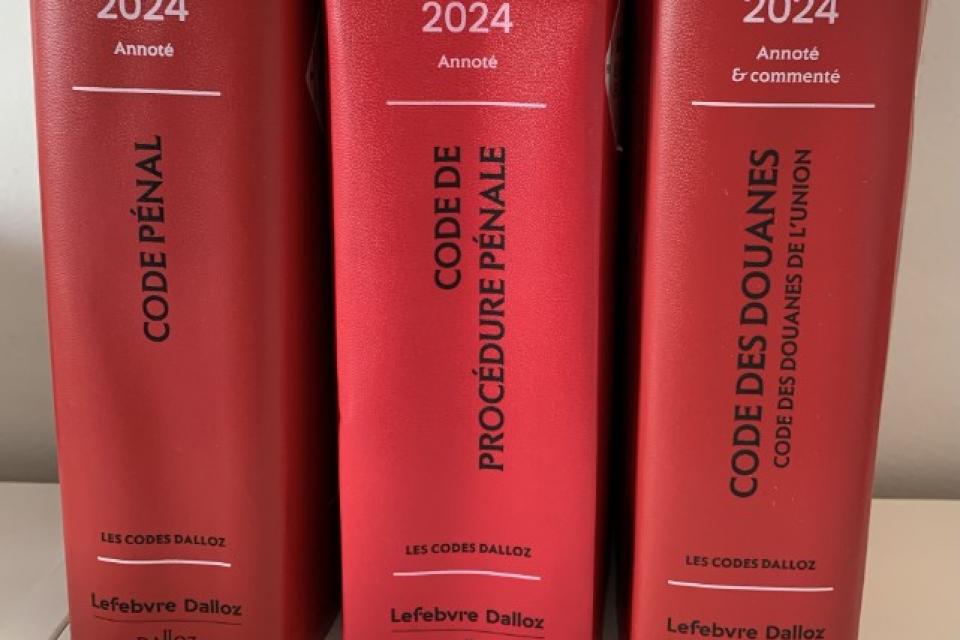 2024
Annoté
CODE PÉNAL
LES CODES DALLOZ
Lefebvre Dalloz
DALLOZ
2024
Annoté
CODE DE
PROCÉDURE PÉNALE
LES CODES DALLOZ
Lefebvre Dalloz
2024
Annoté
& commenté
CODE DES DOUANES
CODE DES DOUANES DE L'UNION
LES CODES DALLOZ
Lefebvre Dalloz